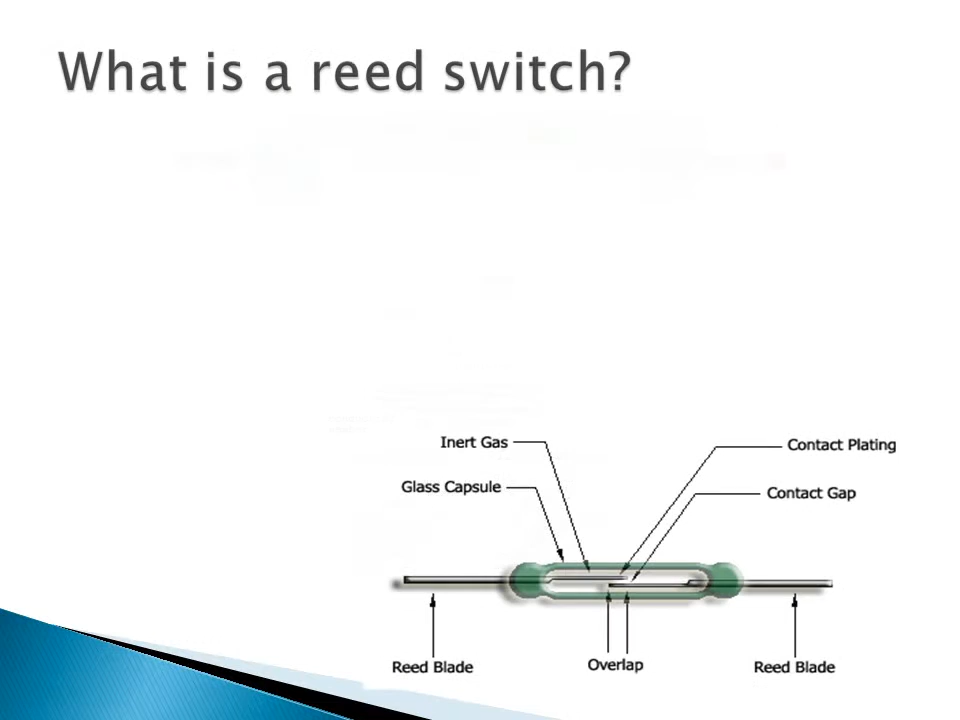 What is a reed switch?
Inert Gas
Contact Plating
Glass Capsule
Contact Gap
Reed Blade
Overlap
Reed Blade